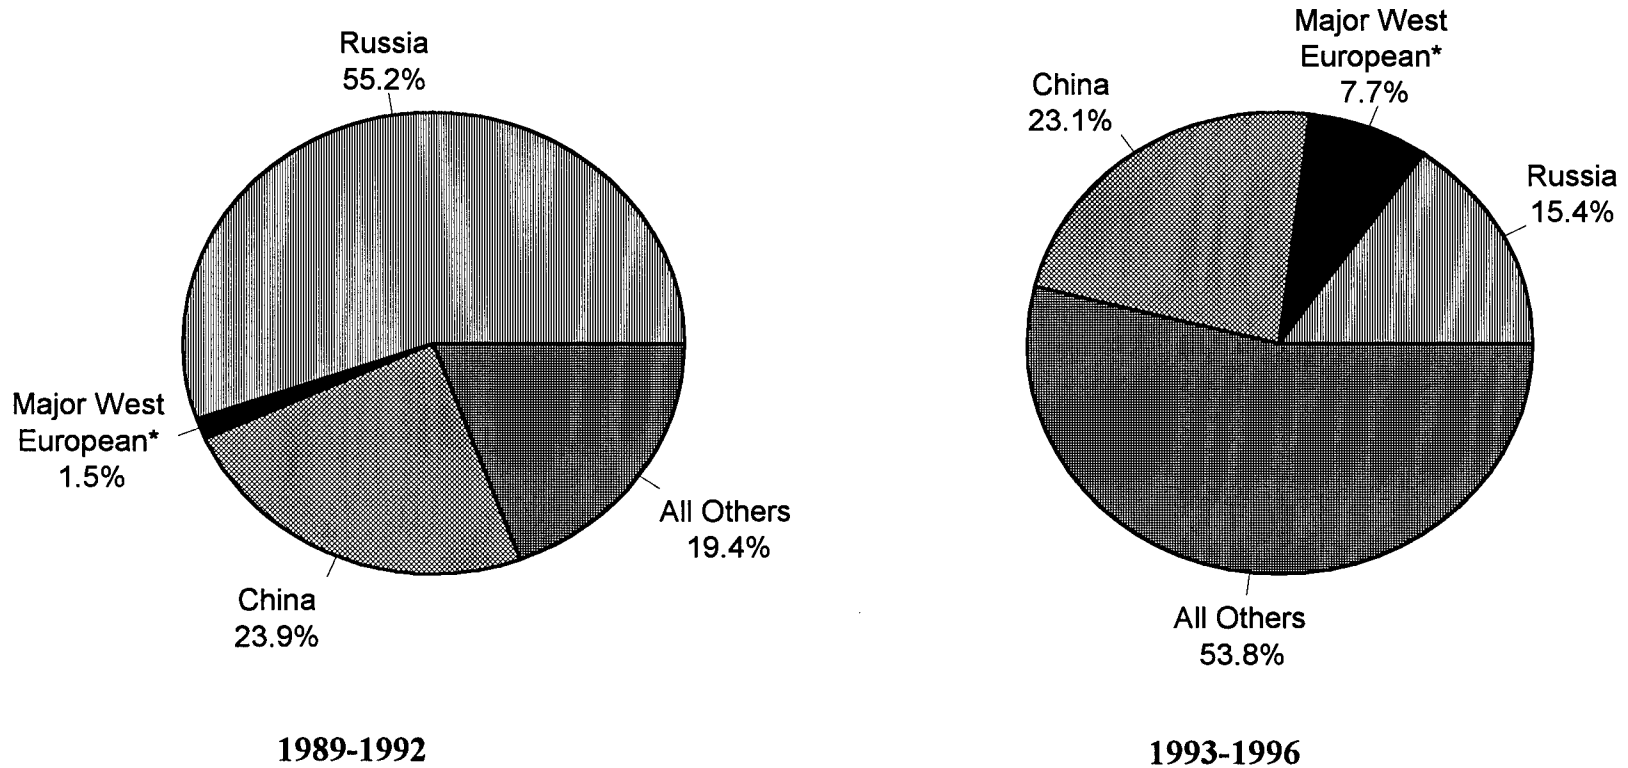 Russia
55.2%
Major West
European*
1.5%
China
23.9%
All Others
19.4%
1989-1992
Major West
European*
7.7%
China
23.1%
Russia
15.4%
All Others
53.8%
1993-1996